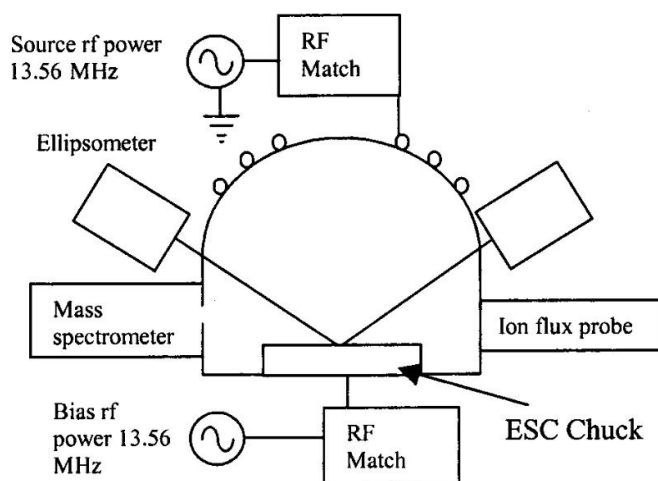 Source rf power
13.56 MHz
RF
Match
Ellipsometer
Mass
spectrometer
Ion flux probe
Bias rf
power 13.56
MHz
RF
Match
ESC Chuck